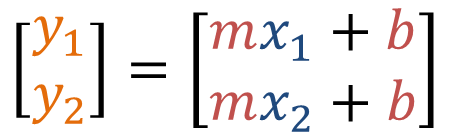 [y₁ y₂] = [mx₁ + b
mx₂ + b]